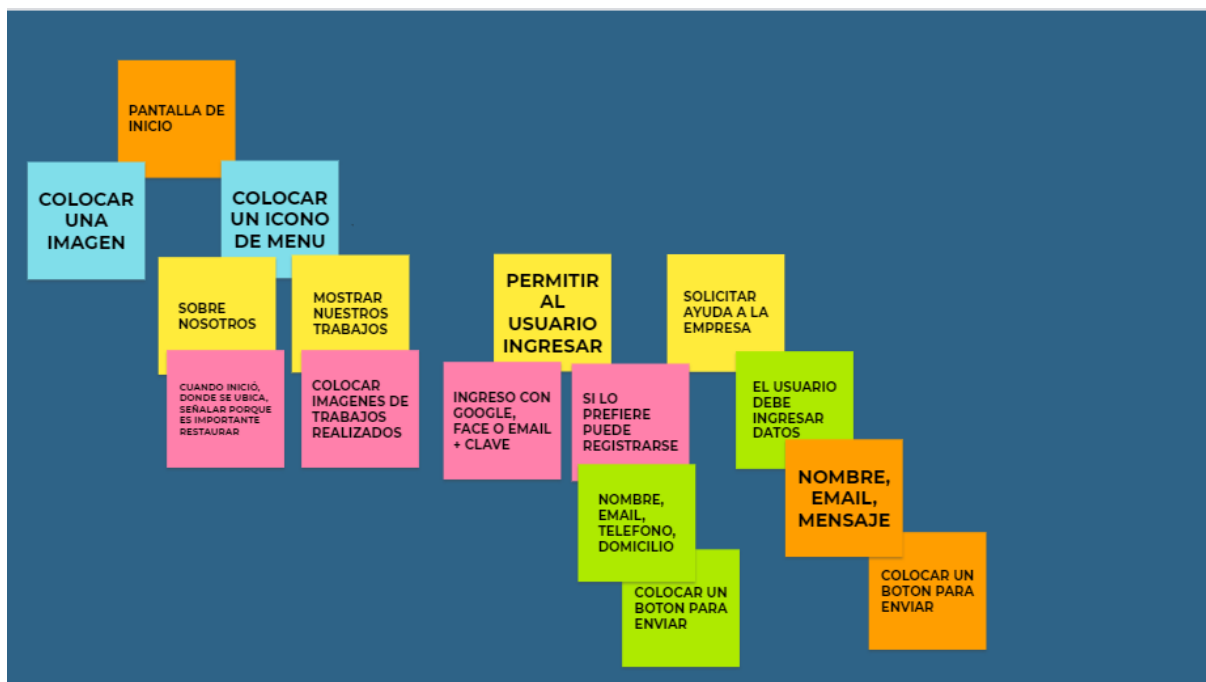 PANTALLA DE
INICIO
COLOCAR
UNA
IMAGEN
COLOCAR
UN ICONO
DE MENU
SOBRE
NOSOTROS
MOSTRAR
NUESTROS
TRABAJOS
PERMITIR
AL
USUARIO
INGRESAR
SOLICITAR
AYUDA A LA
EMPRESA
CUANDO INICIÓ,
DONDE SE UBICA,
SEÑALAR PORQUE
ES IMPORTANTE
RESTAURAR
COLOCAR
IMAGENES DE
TRABAJOS
REALIZADOS
INGRESO CON
GOOGLE,
FACE O EMAIL
+ CLAVE
SI LO
PREFIERE
PUEDE
REGISTRARSE
EL USUARIO
DEBE
INGRESAR
DATOS
NOMBRE,
EMAIL,
TELEFONO,
DOMICILIO
NOMBRE,
EMAIL,
MENSAJE
COLOCAR UN
BOTON PARA
ENVIAR
COLOCAR UN
BOTON PARA
ENVIAR